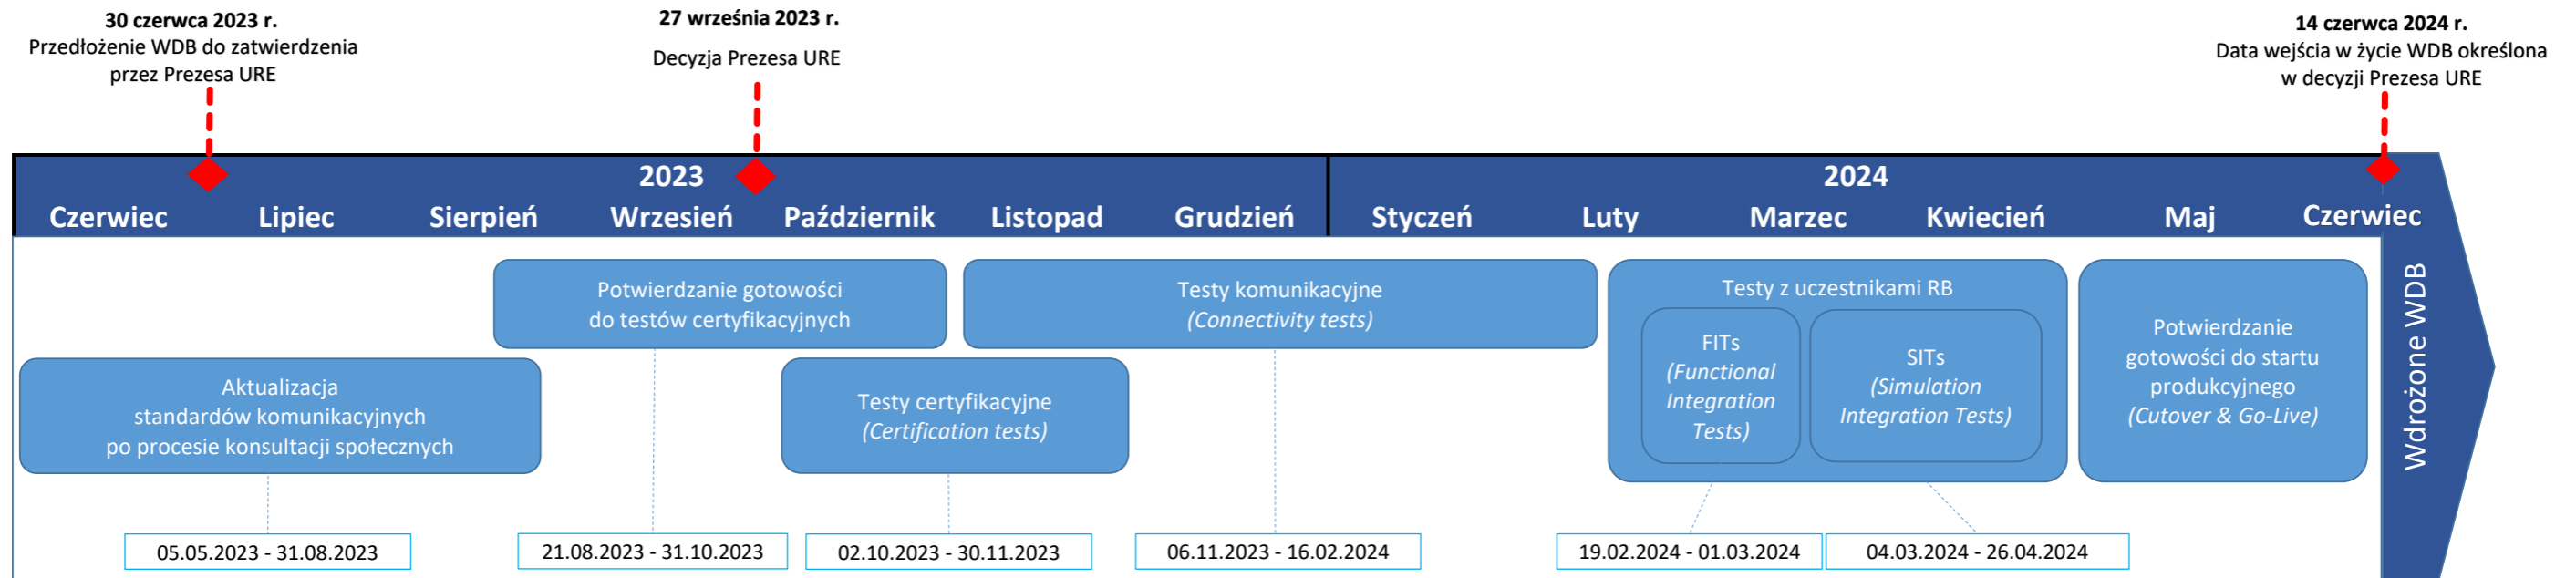 30 czerwca 2023 r.
Przedłożenie WDB do zatwierdzenia
przez Prezesa URE
27 września 2023 r.
Decyzja Prezesa URE
14 czerwca 2024 r.
Data wejścia w życie WDB określona
w decyzji Prezesa URE
2023
2024
Czerwiec
Lipiec
Sierpień
Wrzesień
Październik
Listopad
Grudzień
Styczeń
Luty
Marzec
Kwiecień
Maj
Czerwiec
Potwierdzanie gotowości
do testów certyfikacyjnych
Testy komunikacyjne
(Connectivity tests)
Testy z uczestnikami RB
FITs
(Functional
Integration
Tests)
SITs
(Simulation
Integration Tests)
Potwierdzanie
gotowości do startu
produkcyjnego
(Cutover & Go-Live)
Wdrożone WDB
Aktualizacja
standardów komunikacyjnych
po procesie konsultacji społecznych
Testy certyfikacyjne
(Certification tests)
05.05.2023 - 31.08.2023
21.08.2023 - 31.10.2023
02.10.2023 - 30.11.2023
06.11.2023 - 16.02.2024
19.02.2024 - 01.03.2024
04.03.2024 - 26.04.2024